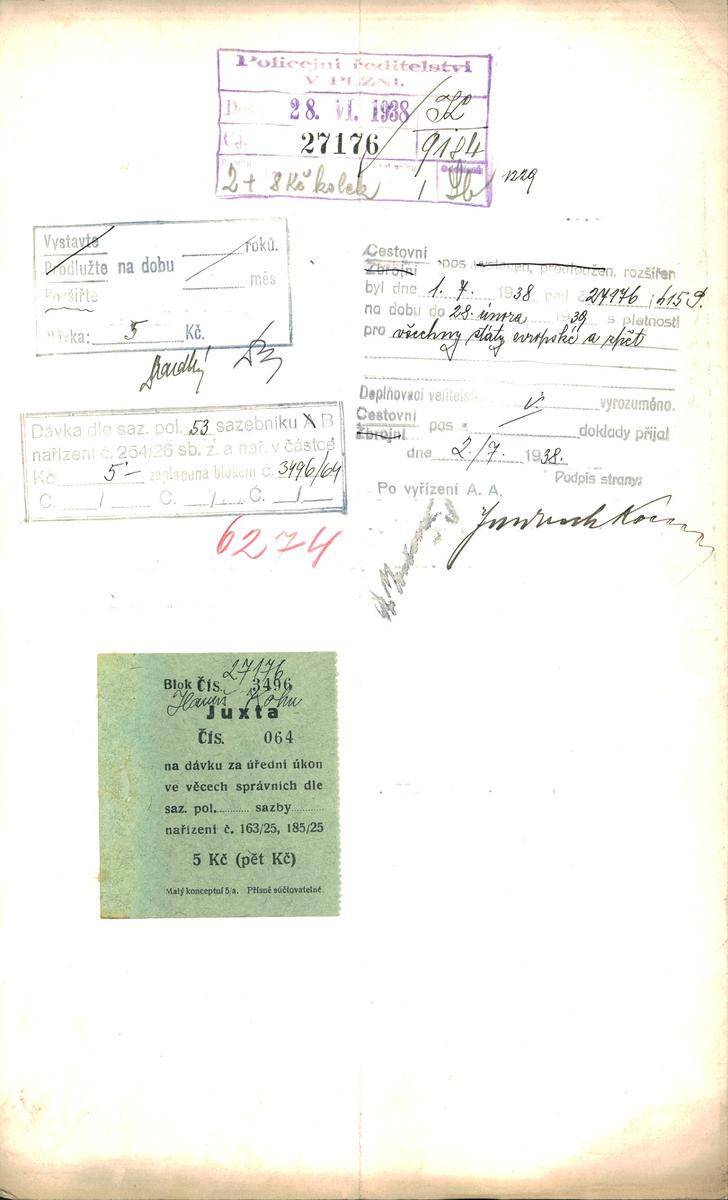 Policejní ředitelství
V PLZNI.
Doš. 28. VI. 1938
Čj. 27176 9184
2 + 8 Kč kolek 1
1229
Vystavte
Prodlužte na dobu roků.
Rozšiřte měs
Dávka: 5 Kč.
Dávka dle saz. pol. 53 sazebníku A B
nařízení č. 254/26 sb. z. a nař. v částce
Kč 5 — zaplacena blokem č. 3496/64
Č. / Č. / Č. /
6274
Cestovní
Zbrojní pas vystaven, prodloužen, rozšířen
byl dne 1. 7. 1938 pod č. 27176
na dobu do 28. února 1939 s platností
pro všechny státy evropské a zpět
Doplňovací velitelství v. vyrozuměno.
Cestovní
Zbrojní pas a doklady přijal
dne 2./7. 1938.
Podpis strany:
Po vyřízení A. A.
27176
Blok Čís. 3496
Hanuš Kohn
Juxta
Čís. 064
na dávku za úřední úkon
ve věcech správních dle
saz. pol. sazby
nařízení č. 163/25, 185/25
5 Kč (pět Kč)
Malý konceptní 5/a. Přísně súčtovatelné.